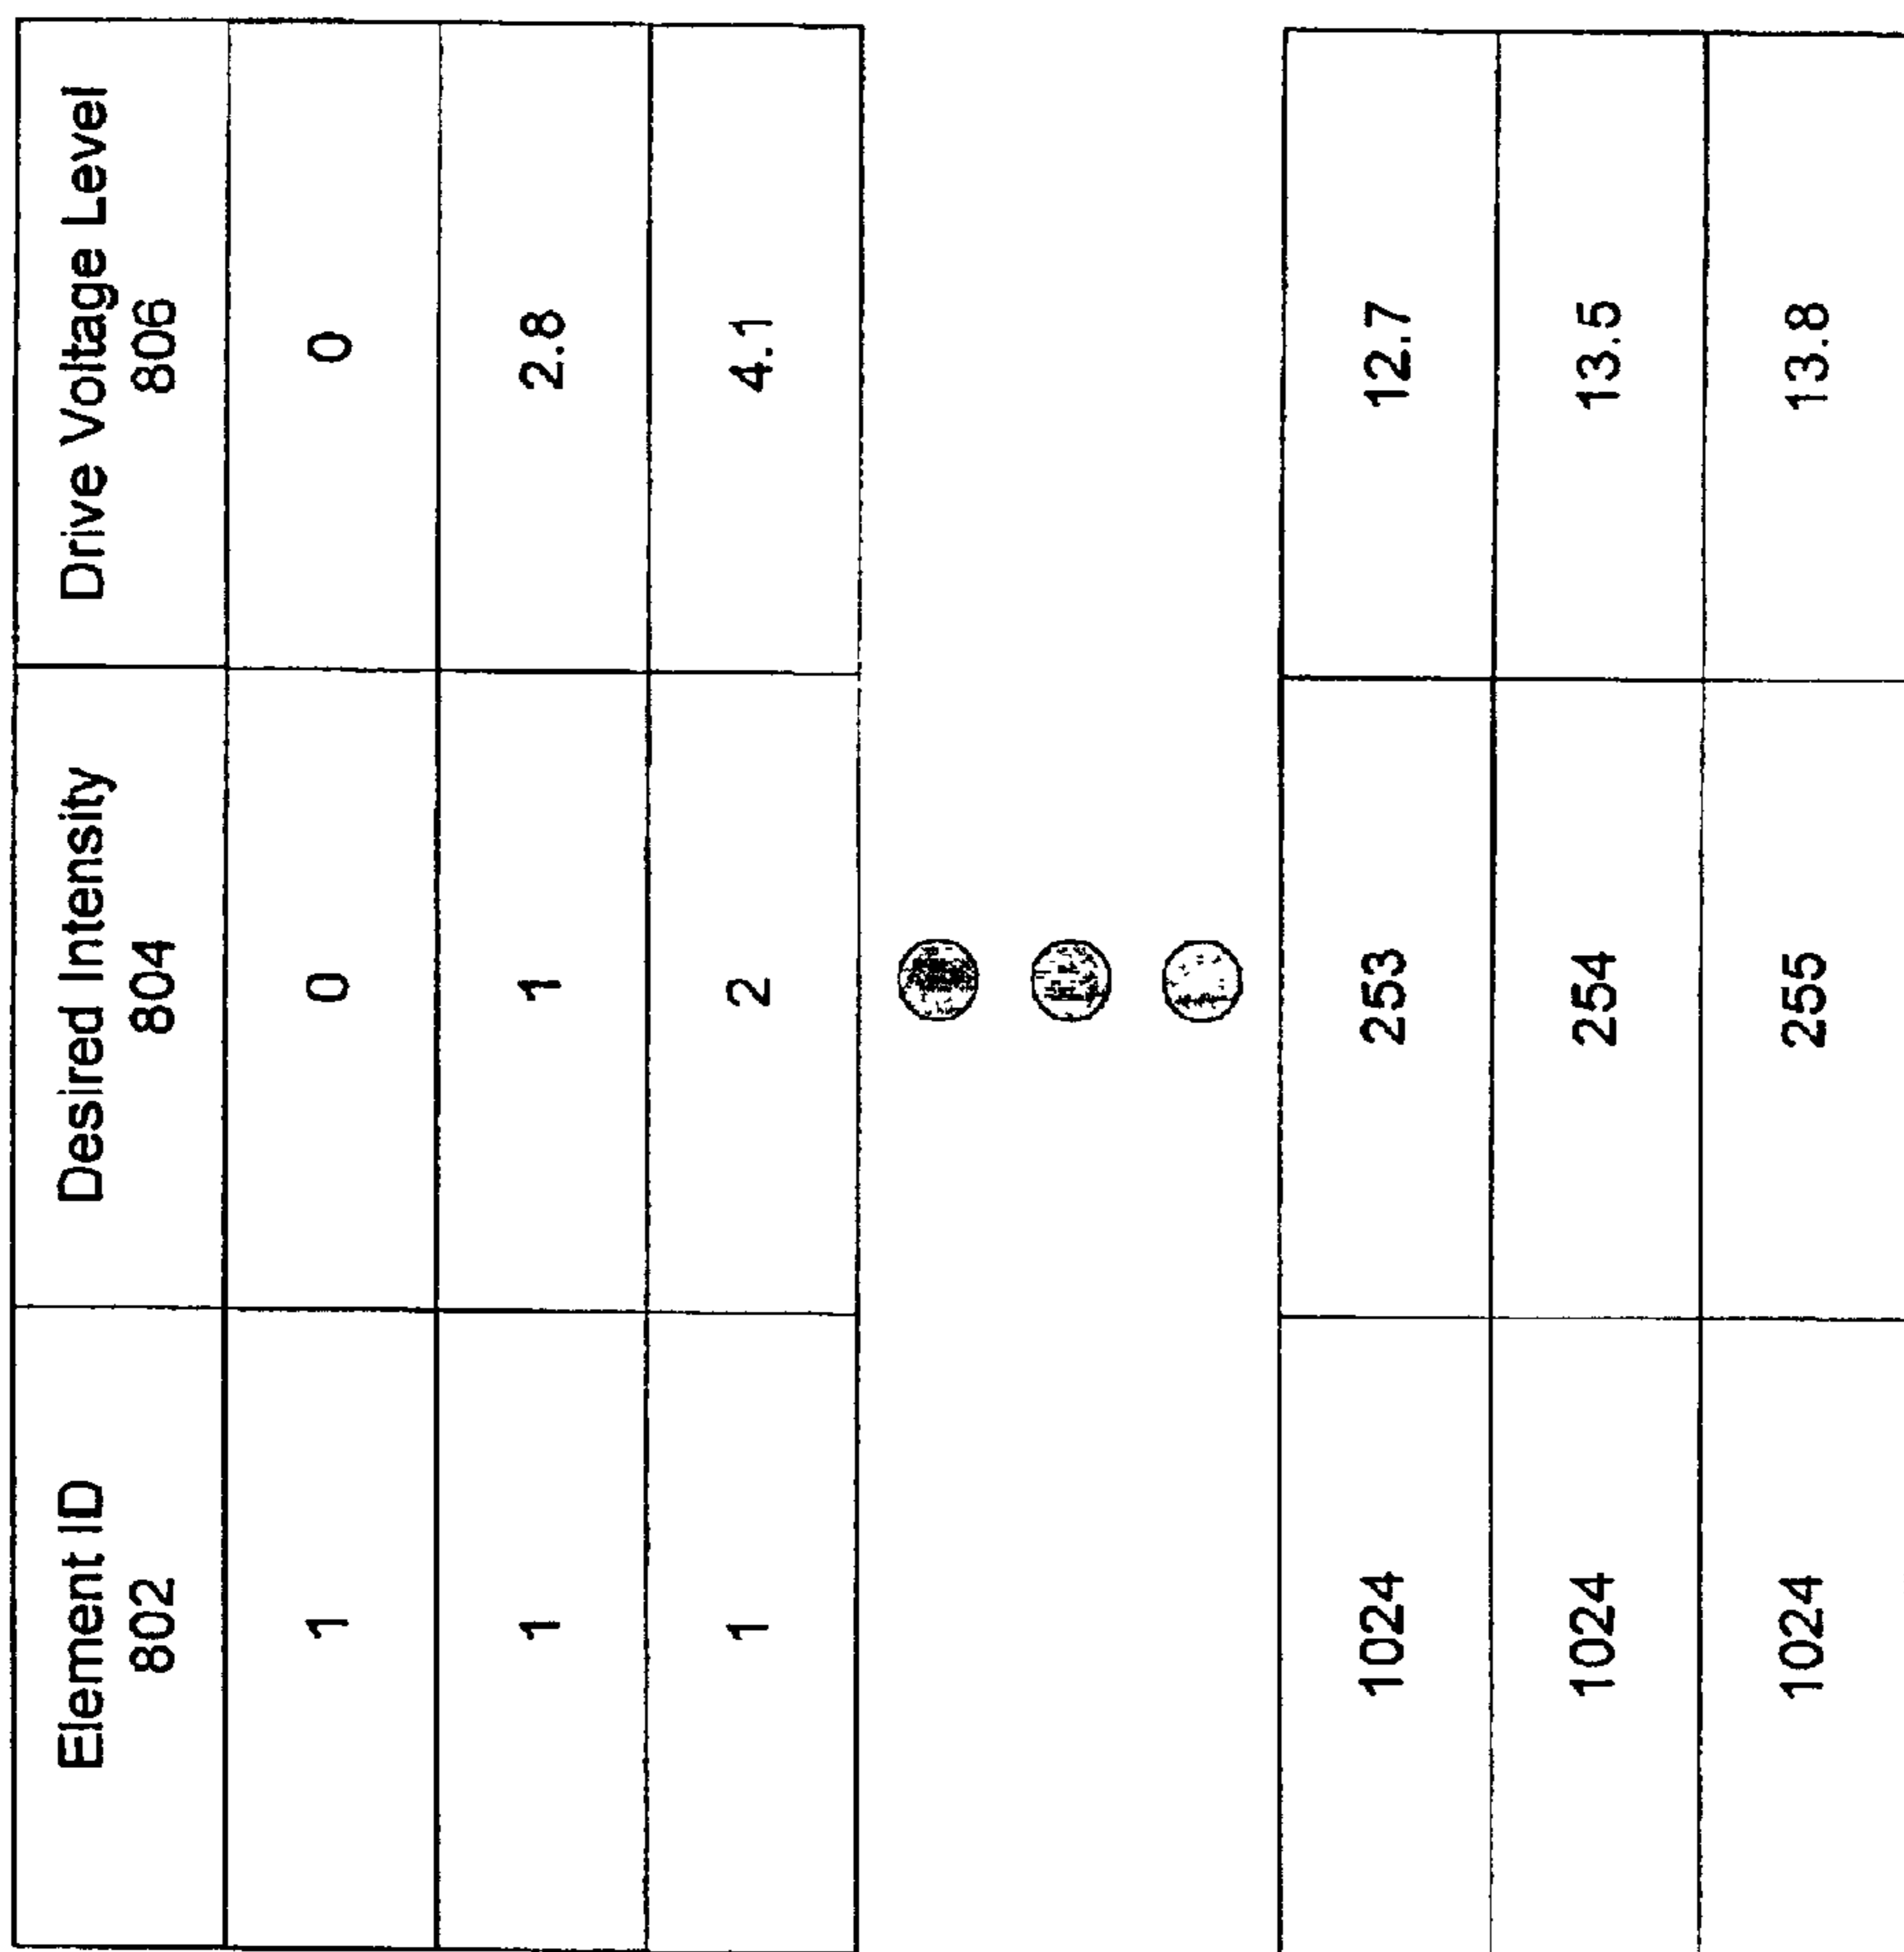 Element ID Desired Intensity Drive Voltage Level
802 804 806
1 0 0
1 1 2.8
1 2 4.1
1024 253 12.7
1024 254 13.5
1024 255 13.8